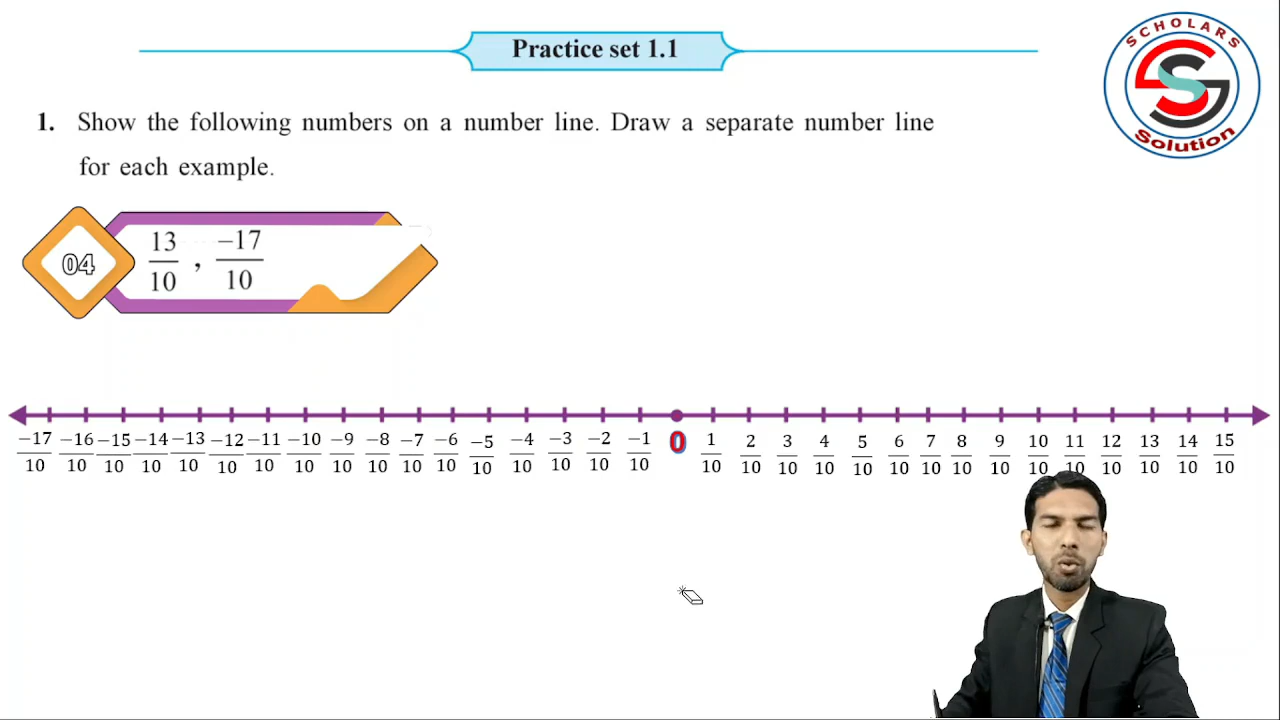 Practice set 1.1
SCHOLARS
Solution
1. Show the following numbers on a number line. Draw a separate number line
for each example.
04
13/10 , −17/10
−17/10 −16/10 −15/10 −14/10 −13/10 −12/10 −11/10 −10/10 −9/10 −8/10 −7/10 −6/10 −5/10 −4/10 −3/10 −2/10 −1/10 0 1/10 2/10 3/10 4/10 5/10 6/10 7/10 8/10 9/10 10/10 11/10 12/10 13/10 14/10 15/10